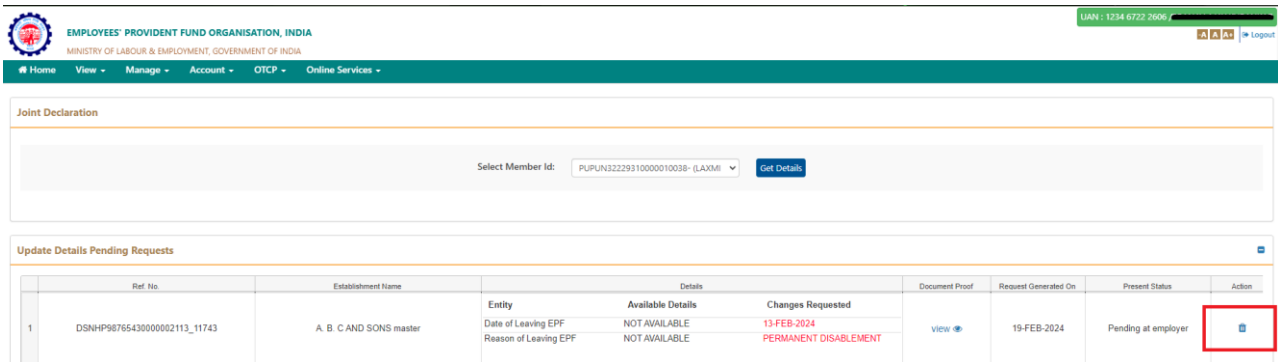 UAN : 1234 6722 2606 /
EMPLOYEES' PROVIDENT FUND ORGANISATION, INDIA
MINISTRY OF LABOUR & EMPLOYMENT, GOVERNMENT OF INDIA
-A A A+ Logout
Home View Manage Account OTCP Online Services
Joint Declaration
Select Member Id: PUPUN32229310000010038- (LAXMI Get Details
Update Details Pending Requests
Ref. No. Establishment Name Details Document Proof Request Generated On Present Status Action
Entity Available Details Changes Requested
1 DSNHP98765430000002113_11743 A. B. C AND SONS master Date of Leaving EPF NOT AVAILABLE 13-FEB-2024 view 19-FEB-2024 Pending at employer
Reason of Leaving EPF NOT AVAILABLE PERMANENT DISABLEMENT